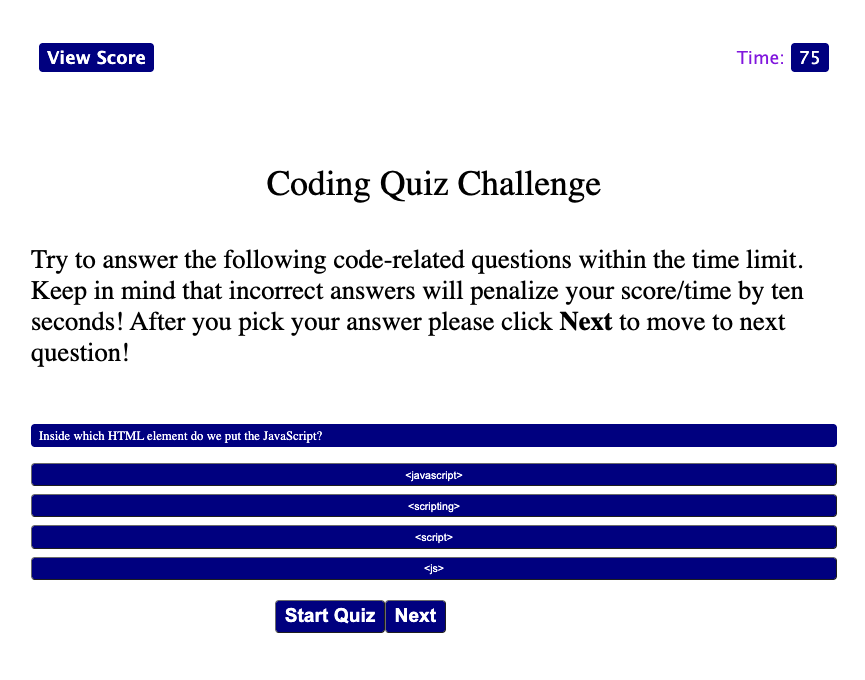 View Score
Time: 75
Coding Quiz Challenge
Try to answer the following code-related questions within the time limit.
Keep in mind that incorrect answers will penalize your score/time by ten
seconds! After you pick your answer please click Next to move to next
question!
Inside which HTML element do we put the JavaScript?
<javascript>
<scripting>
<script>
<js>
Start Quiz Next